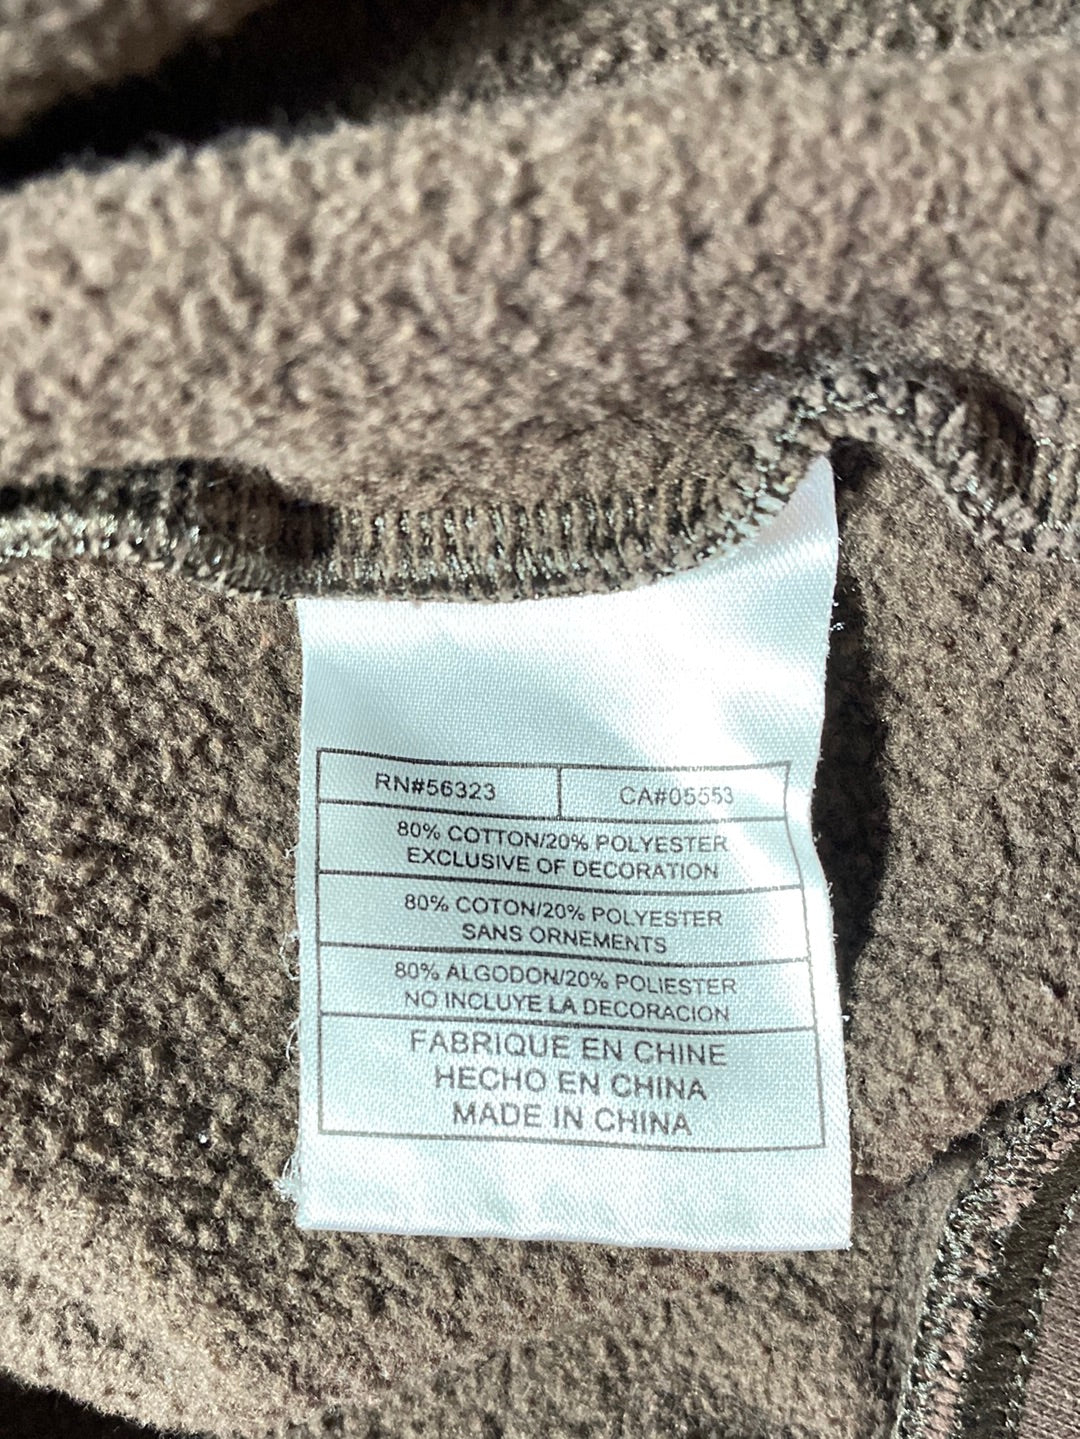 RN#56323
CA#05553
80% COTTON/20% POLYESTER
EXCLUSIVE OF DECORATION
80% COTON/20% POLYESTER
SANS ORNEMENTS
80% ALGODON/20% POLIESTER
NO INCLUYE LA DECORACION
FABRIQUE EN CHINE
HECHO EN CHINA
MADE IN CHINA